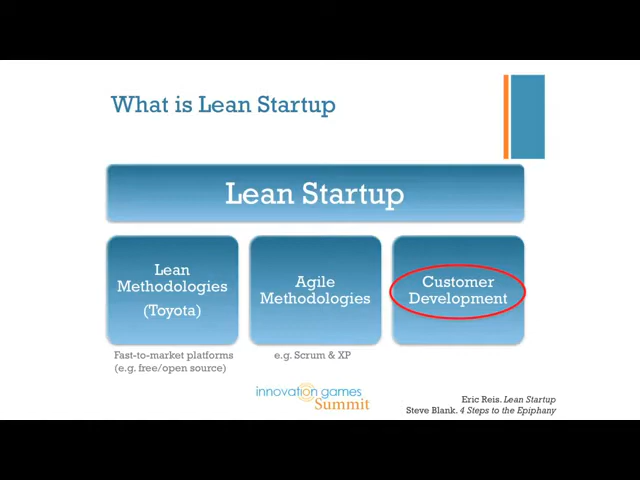 What is Lean Startup
Lean Startup
Lean
Methodologies
(Toyota)
Agile
Methodologies
Customer
Development
Fast-to-market platforms
(e.g. free/open source)
e.g. Scrum & XP
innovation games
Summit
Eric Reis. Lean Startup
Steve Blank. 4 Steps to the Epiphany